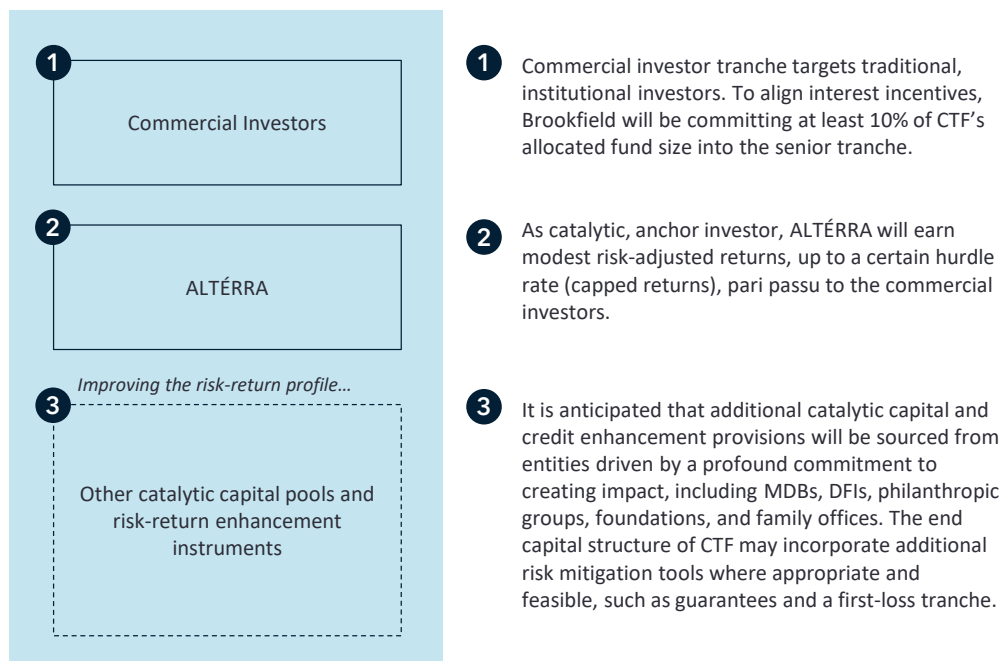 1
Commercial Investors
2
ALTÉRRA
Improving the risk-return profile…
3
Other catalytic capital pools and
risk-return enhancement
instruments
1
Commercial investor tranche targets traditional,
institutional investors. To align interest incentives,
Brookfield will be committing at least 10% of CTF’s
allocated fund size into the senior tranche.
2
As catalytic, anchor investor, ALTÉRRA will earn
modest risk-adjusted returns, up to a certain hurdle
rate (capped returns), pari passu to the commercial
investors.
3
It is anticipated that additional catalytic capital and
credit enhancement provisions will be sourced from
entities driven by a profound commitment to
creating impact, including MDBs, DFIs, philanthropic
groups, foundations, and family offices. The end
capital structure of CTF may incorporate additional
risk mitigation tools where appropriate and
feasible, such as guarantees and a first-loss tranche.